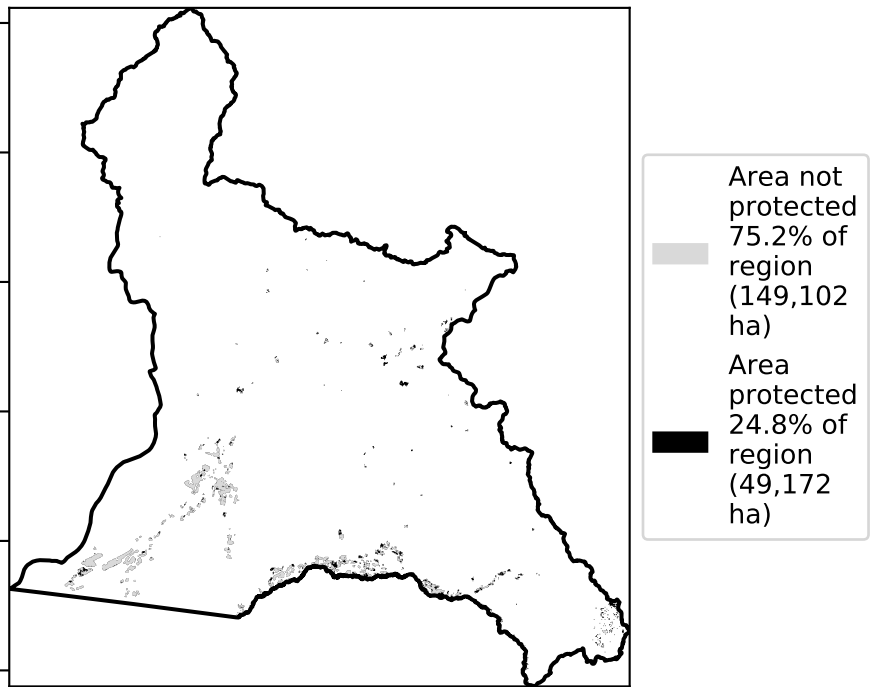 Area not
protected
75.2% of
region
(149,102
ha)
Area
protected
24.8% of
region
(49,172
ha)